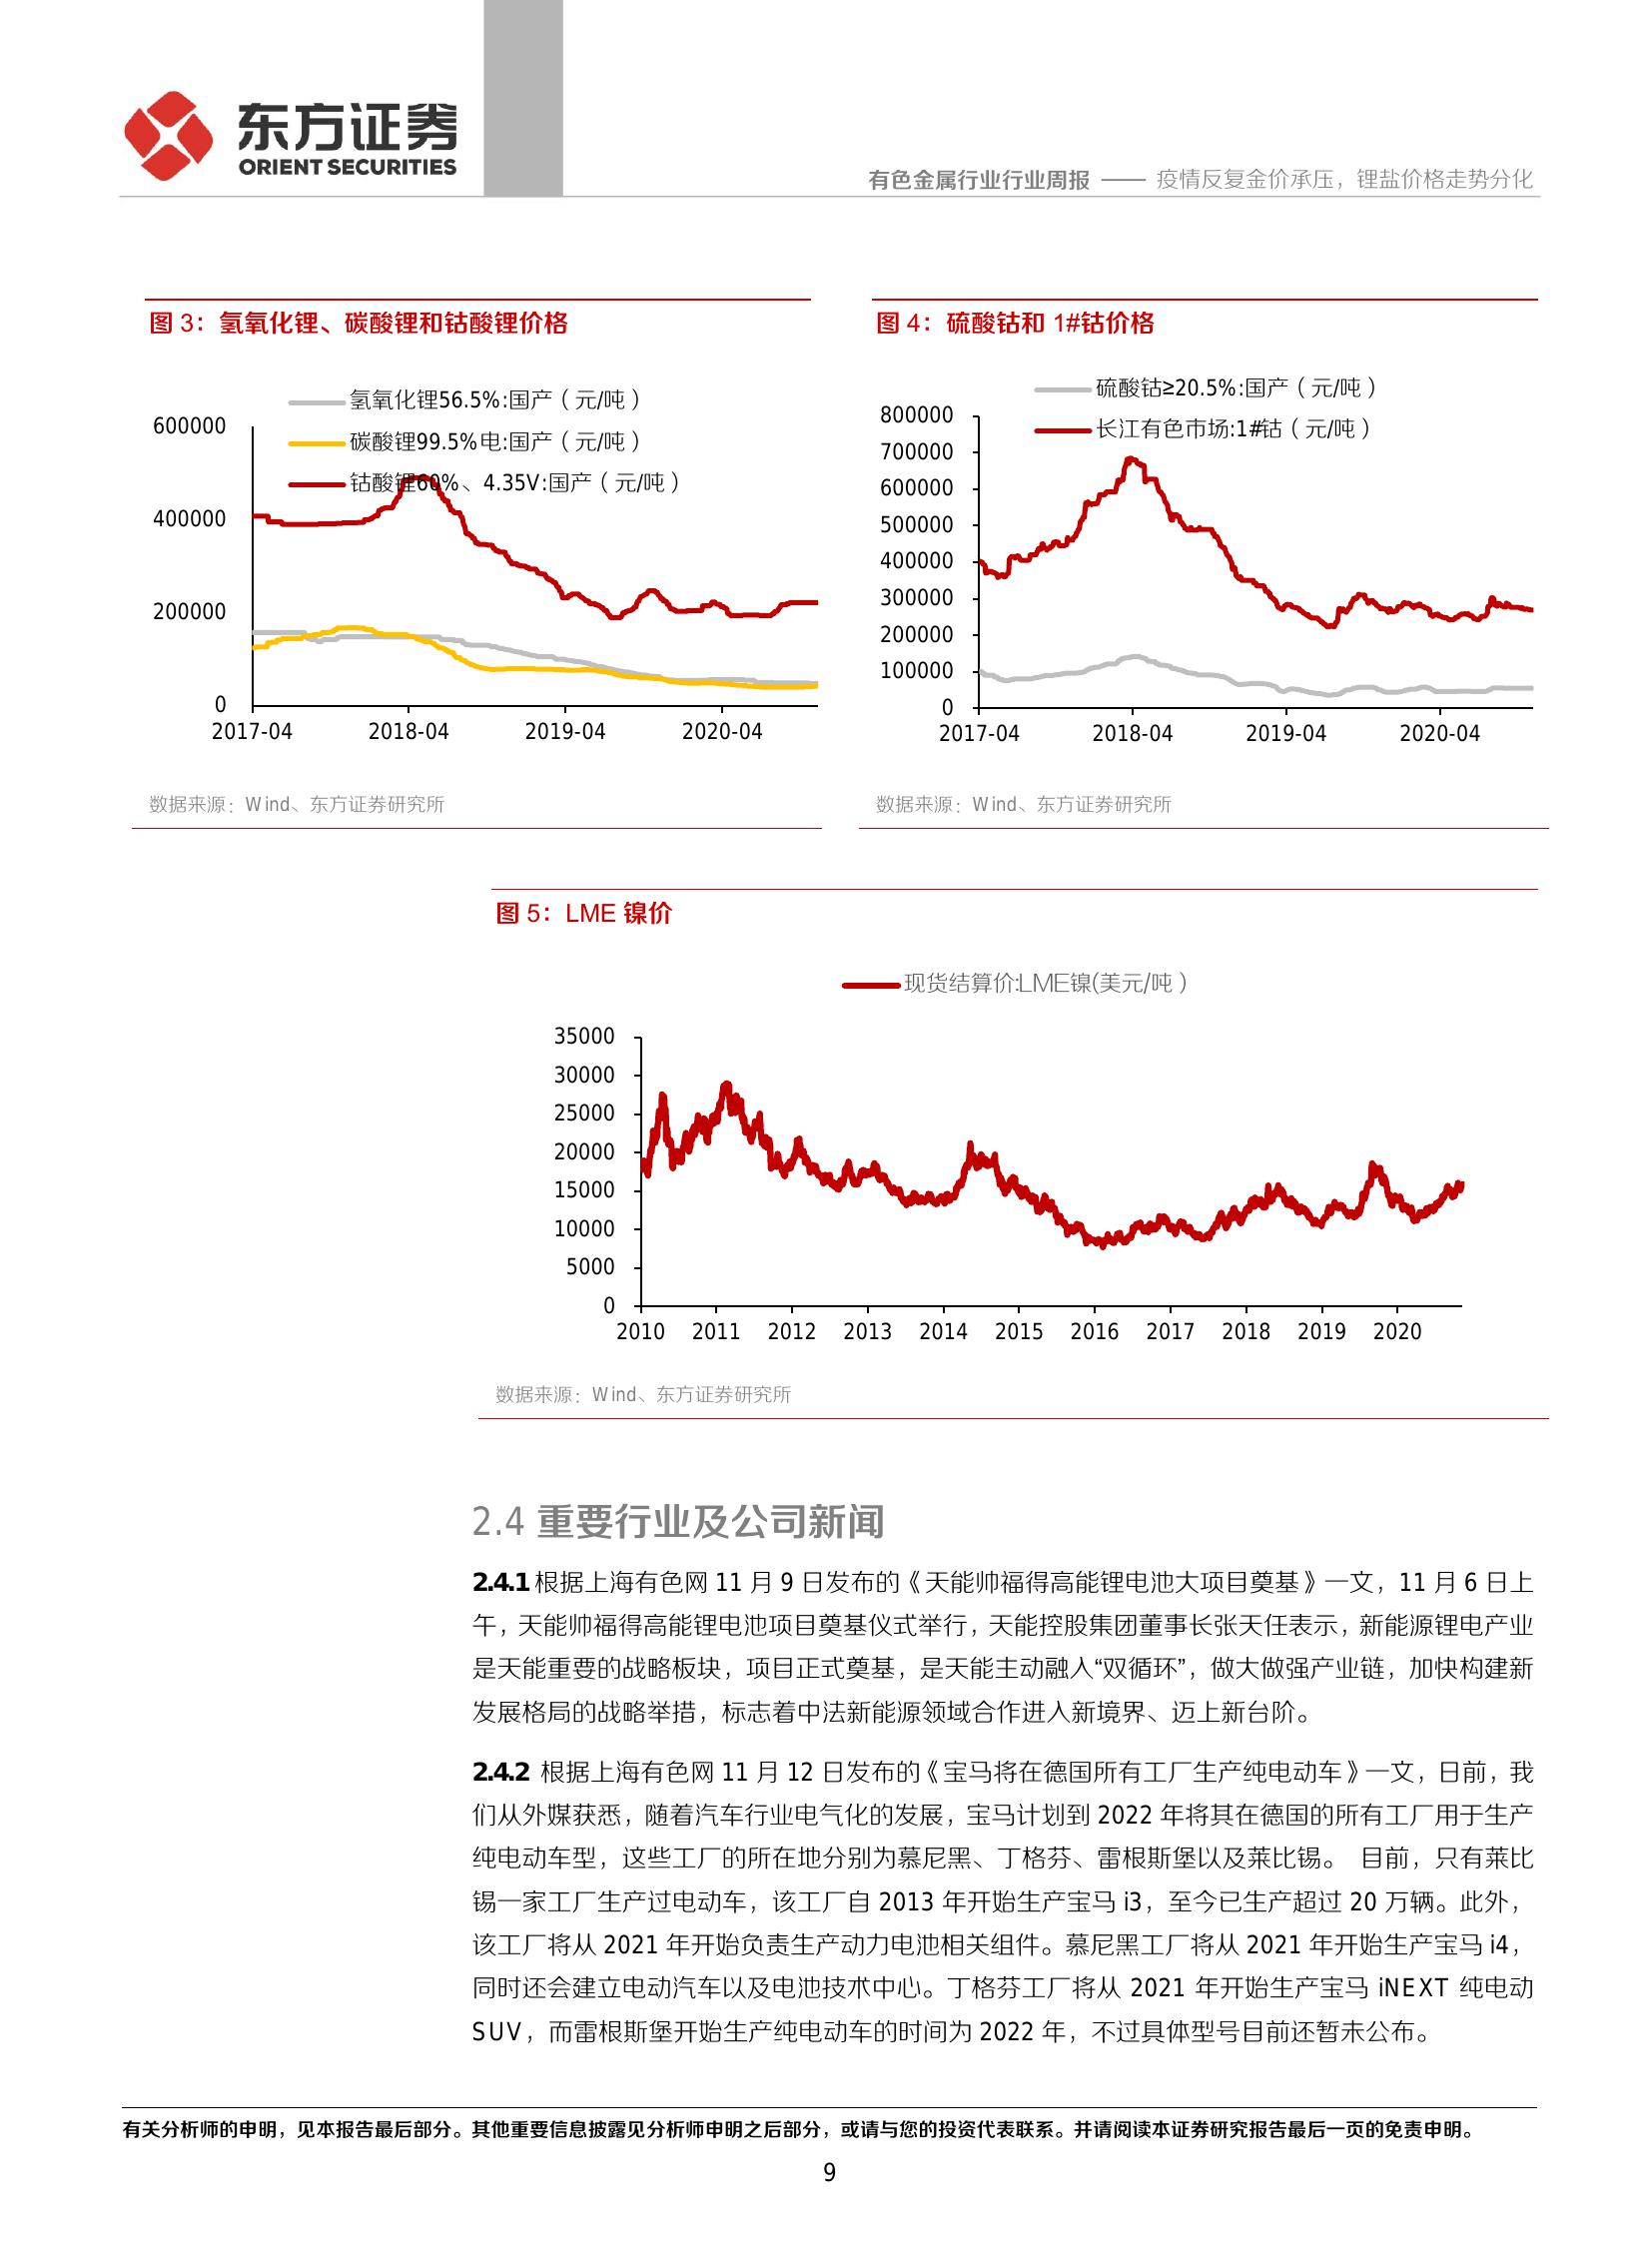 东方证券
ORIENT SECURITIES
有色金属行业行业周报 —— 疫情反复金价承压，锂盐价格走势分化
图 3：氢氧化锂、碳酸锂和钴酸锂价格
氢氧化锂56.5%:国产（元/吨）
碳酸锂99.5%电:国产（元/吨）
钴酸锂60%、4.35V:国产（元/吨）
600000
400000
200000
0
2017-04 2018-04 2019-04 2020-04
数据来源：Wind、东方证券研究所
图 4：硫酸钴和 1#钴价格
硫酸钴≥20.5%:国产（元/吨）
长江有色市场:1#钴（元/吨）
800000
700000
600000
500000
400000
300000
200000
100000
0
2017-04 2018-04 2019-04 2020-04
数据来源：Wind、东方证券研究所
图 5：LME 镍价
现货结算价:LME镍(美元/吨）
35000
30000
25000
20000
15000
10000
5000
0
2010 2011 2012 2013 2014 2015 2016 2017 2018 2019 2020
数据来源：Wind、东方证券研究所
2.4 重要行业及公司新闻
2.4.1 根据上海有色网 11 月 9 日发布的《天能帅福得高能锂电池大项目奠基》一文，11 月 6 日上
午，天能帅福得高能锂电池项目奠基仪式举行，天能控股集团董事长张天任表示，新能源锂电产业
是天能重要的战略板块，项目正式奠基，是天能主动融入“双循环”，做大做强产业链，加快构建新
发展格局的战略举措，标志着中法新能源领域合作进入新境界、迈上新台阶。
2.4.2 根据上海有色网 11 月 12 日发布的《宝马将在德国所有工厂生产纯电动车》一文，日前，我
们从外媒获悉，随着汽车行业电气化的发展，宝马计划到 2022 年将其在德国的所有工厂用于生产
纯电动车型，这些工厂的所在地分别为慕尼黑、丁格芬、雷根斯堡以及莱比锡。 目前，只有莱比
锡一家工厂生产过电动车，该工厂自 2013 年开始生产宝马 i3，至今已生产超过 20 万辆。此外，
该工厂将从 2021 年开始负责生产动力电池相关组件。慕尼黑工厂将从 2021 年开始生产宝马 i4，
同时还会建立电动汽车以及电池技术中心。丁格芬工厂将从 2021 年开始生产宝马 iNEXT 纯电动
SUV，而雷根斯堡开始生产纯电动车的时间为 2022 年，不过具体型号目前还暂未公布。
有关分析师的申明，见本报告最后部分。其他重要信息披露见分析师申明之后部分，或请与您的投资代表联系。并请阅读本证券研究报告最后一页的免责申明。
9